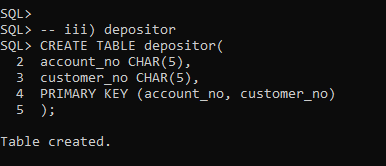 SQL>
SQL> -- iii) depositor
SQL> CREATE TABLE depositor(
  2  account_no CHAR(5),
  3  customer_no CHAR(5),
  4  PRIMARY KEY (account_no, customer_no)
  5  );
Table created.